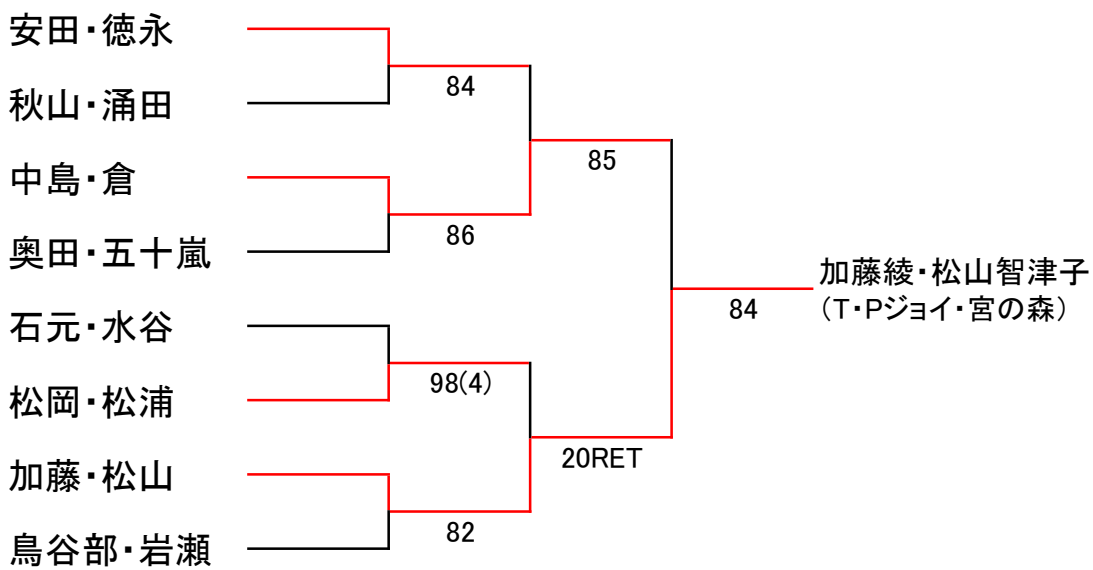 安田・徳永
秋山・涌田
中島・倉
奥田・五十嵐
石元・水谷
松岡・松浦
加藤・松山
鳥谷部・岩瀬
84
86
98(4)
82
85
20RET
84
加藤綾・松山智津子
(T・Pジョイ・宮の森)